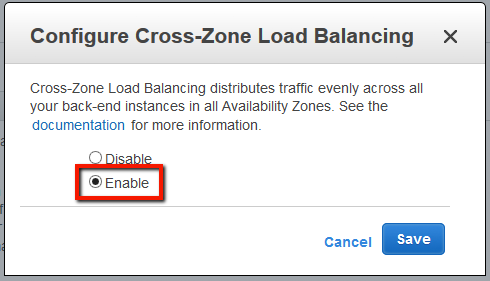 Configure Cross-Zone Load Balancing
Cross-Zone Load Balancing distributes traffic evenly across all
your back-end instances in all Availability Zones. See the
documentation for more information.
Disable
Enable
Cancel Save